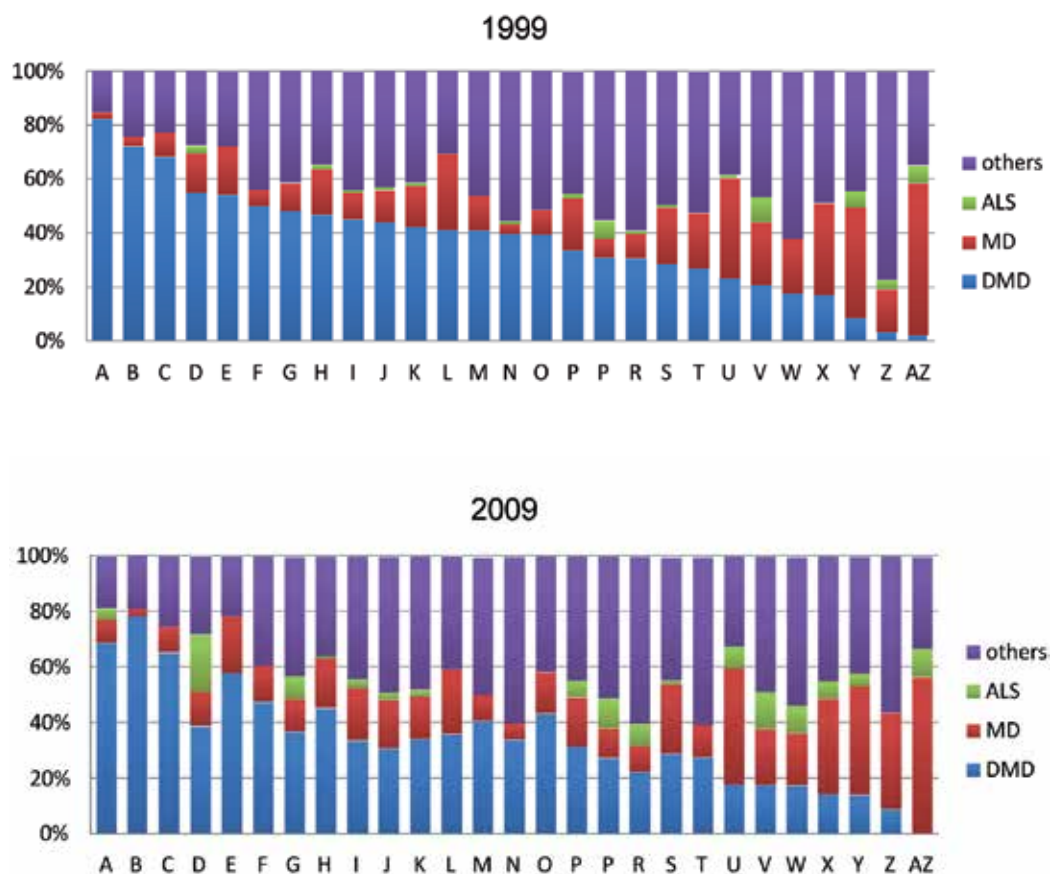 1999
100%
80%
60%
40%
20%
0%
A B C D E F G H I J K L M N O P P R S T U V W X Y Z AZ
others
ALS
MD
DMD
2009
100%
80%
60%
40%
20%
0%
A B C D E F G H I J K L M N O P P R S T U V W X Y Z AZ
others
ALS
MD
DMD